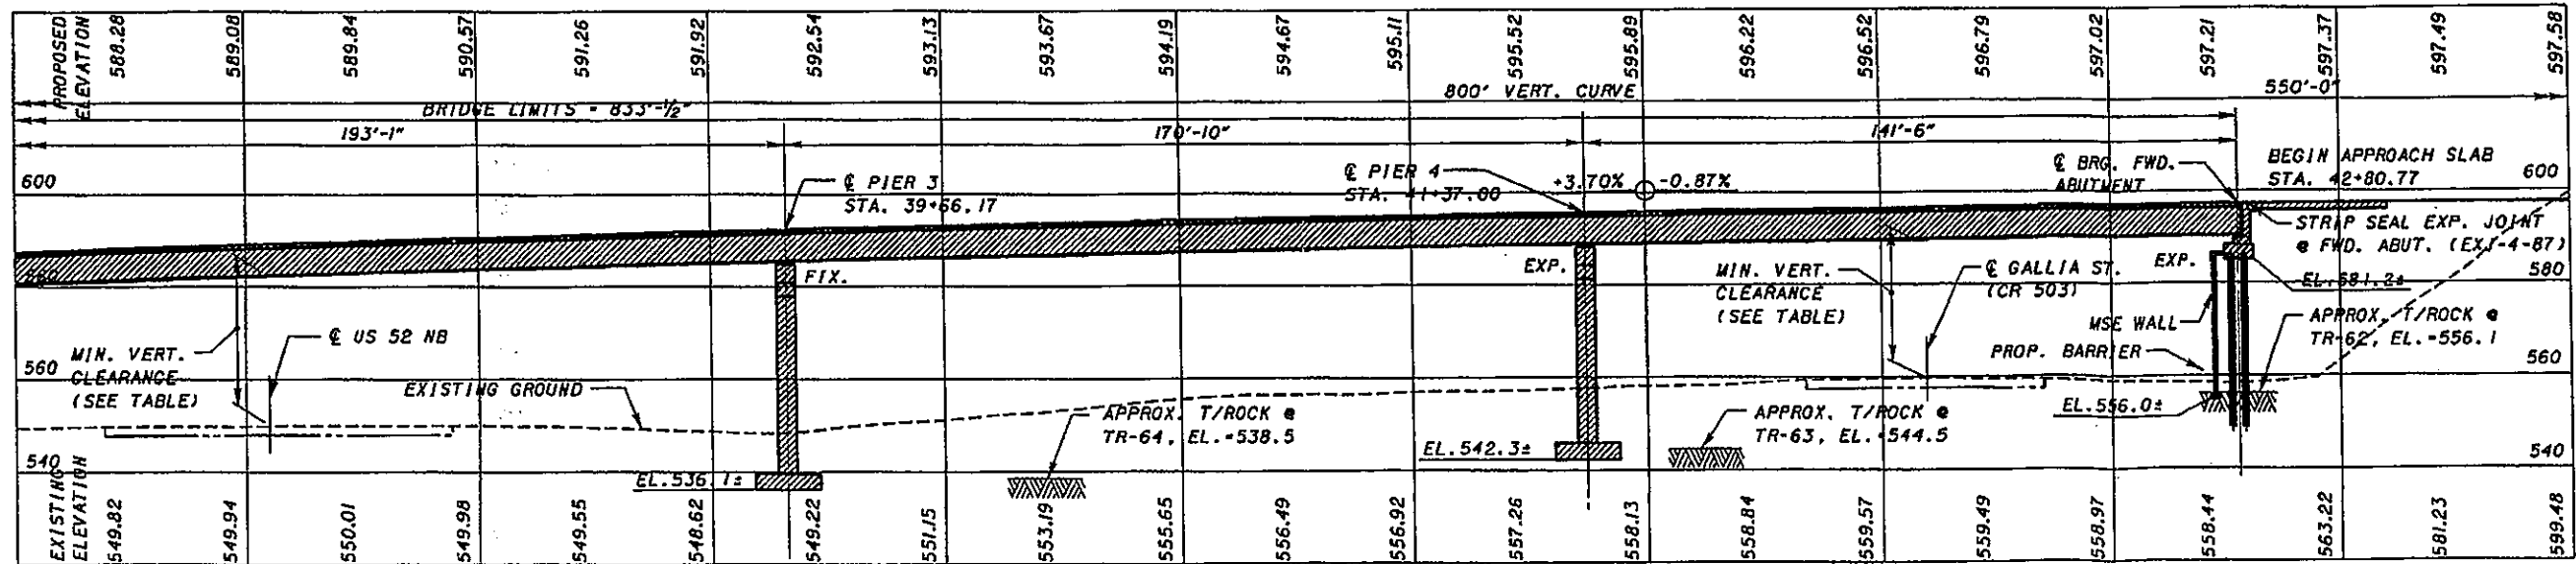 PROPOSED
ELEVATION
588.28
589.08
589.84
590.57
591.26
591.92
592.54
593.13
593.67
594.19
594.67
595.11
595.52
595.89
596.22
596.52
596.79
597.02
597.21
597.37
597.49
597.58
800' VERT. CURVE
550'-0"
BRIDGE LIMITS = 833'-½"
193'-1"
170'-10"
141'-6"
600
℄ PIER 3
STA. 39+66.17
℄ PIER 4
STA. 41+37.00
+3.70%
-0.87%
℄ BRG. FWD.
ABUTMENT
BEGIN APPROACH SLAB
STA. 42+80.77
600
STRIP SEAL EXP. JOINT
@ FWD. ABUT. (EXJ-4-87)
580
FIX.
EXP.
MIN. VERT.
CLEARANCE
(SEE TABLE)
℄ GALLIA ST.
(CR 503)
EXP.
580
EL. 581.2±
℄ US 52 NB
MIN. VERT.
CLEARANCE
(SEE TABLE)
MSE WALL
APPROX. T/ROCK @
TR-62, EL.=556.1
PROP. BARRIER
560
EXISTING GROUND
560
APPROX. T/ROCK @
TR-64, EL.=538.5
APPROX. T/ROCK @
TR-63, EL.=544.5
EL.556.0±
EL.542.3±
540
EL.536.1±
540
EXISTING
ELEVATION
549.82
549.94
550.01
549.98
549.55
548.62
549.22
551.15
553.19
555.65
556.49
556.92
557.26
558.13
558.84
559.57
559.49
558.97
558.44
563.22
581.23
599.48